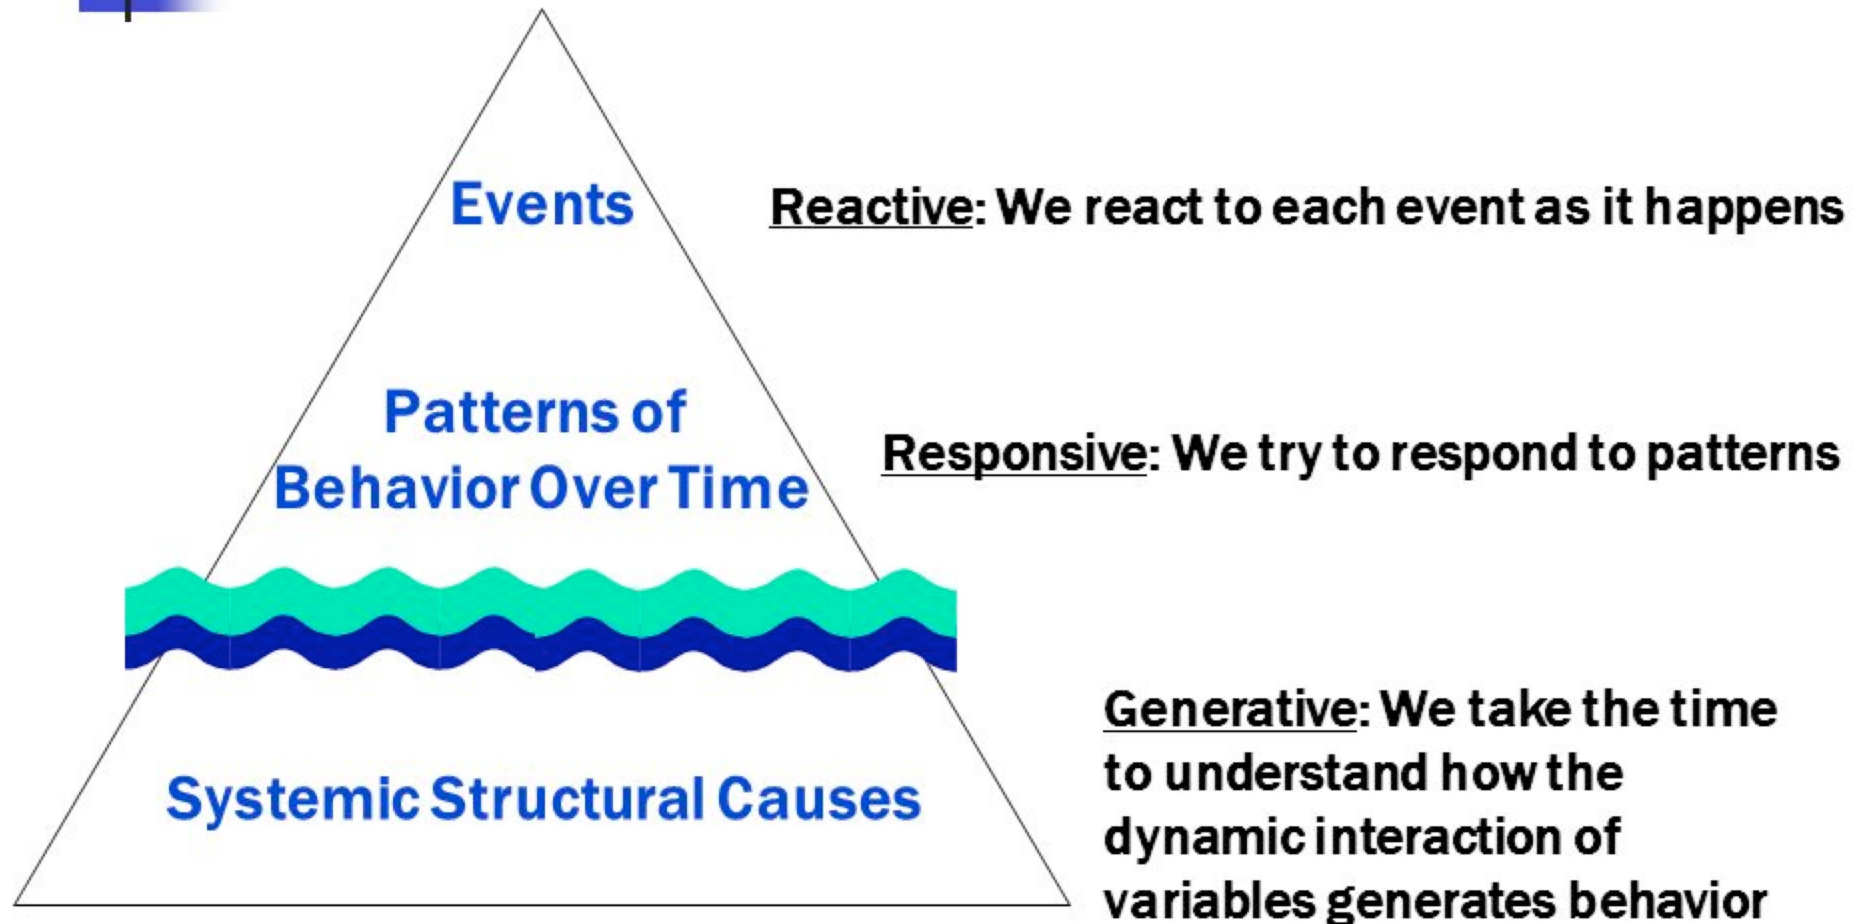 Events
Reactive: We react to each event as it happens
Patterns of
Behavior Over Time
Responsive: We try to respond to patterns
Systemic Structural Causes
Generative: We take the time
to understand how the
dynamic interaction of
variables generates behavior